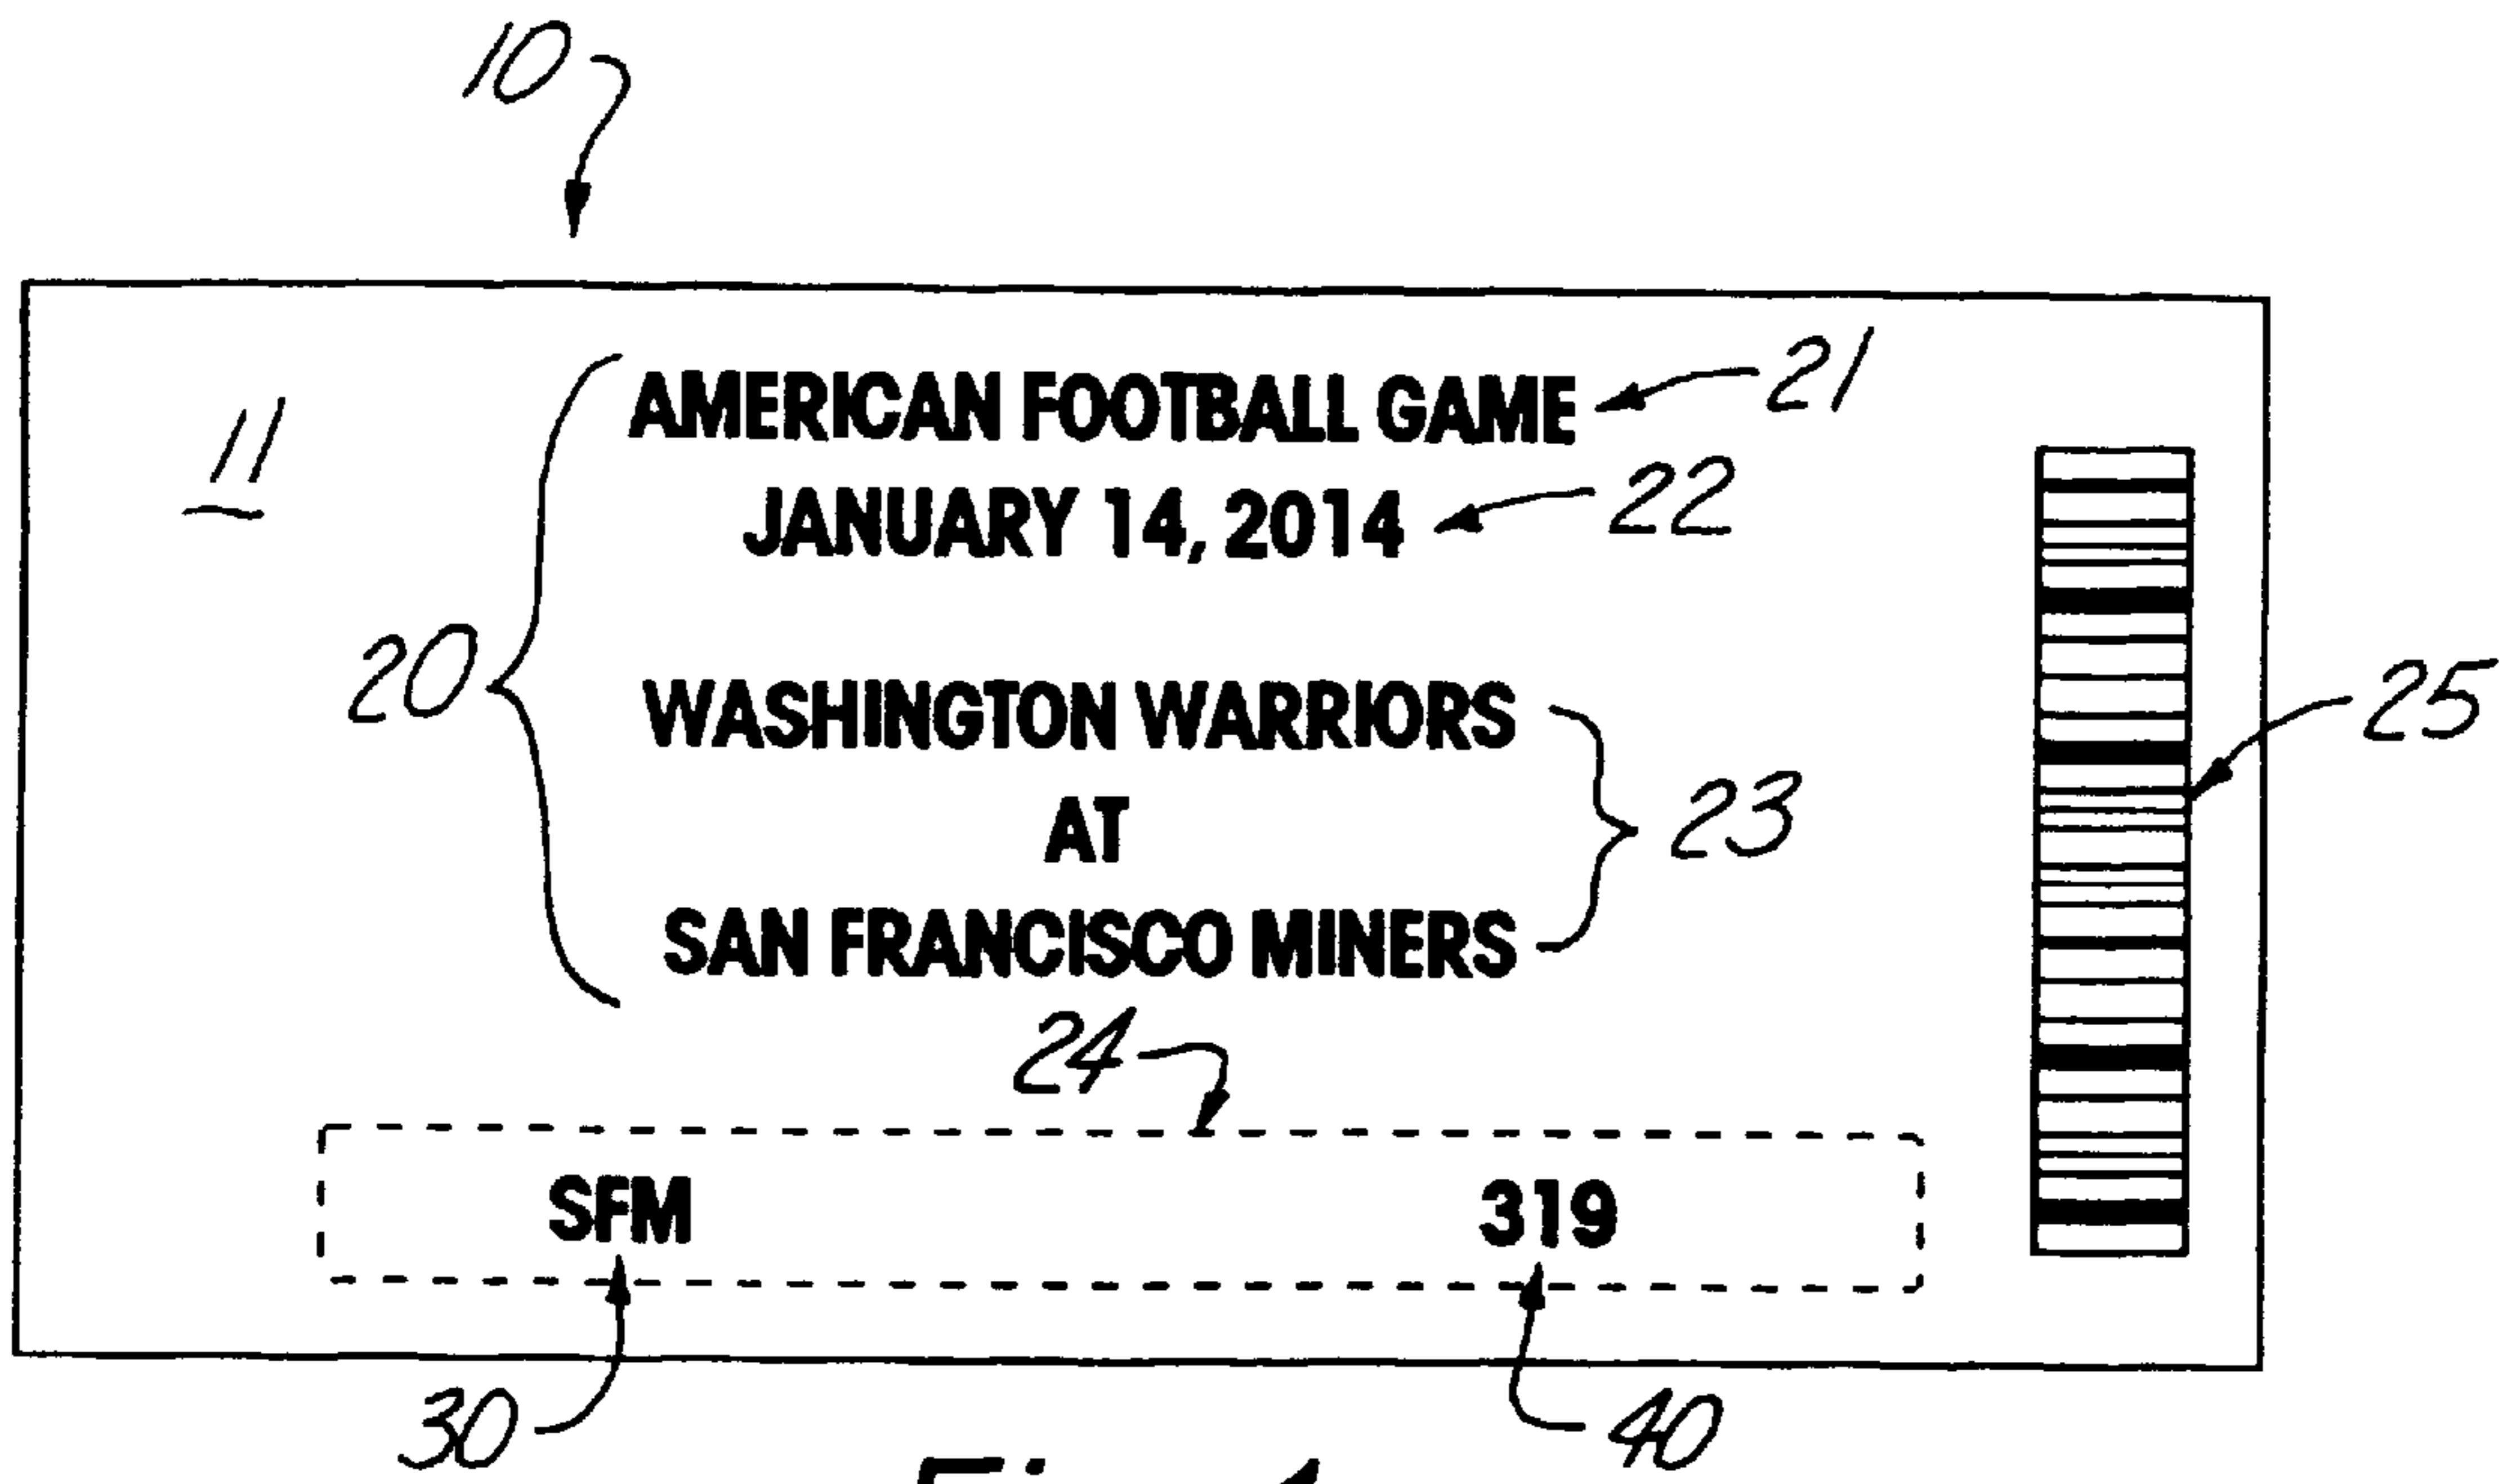 10
AMERICAN FOOTBALL GAME 21
11
JANUARY 14, 2014 22
20
WASHINGTON WARRIORS
25
AT 23
SAN FRANCISCO MINERS
24
SFM 319
30 40